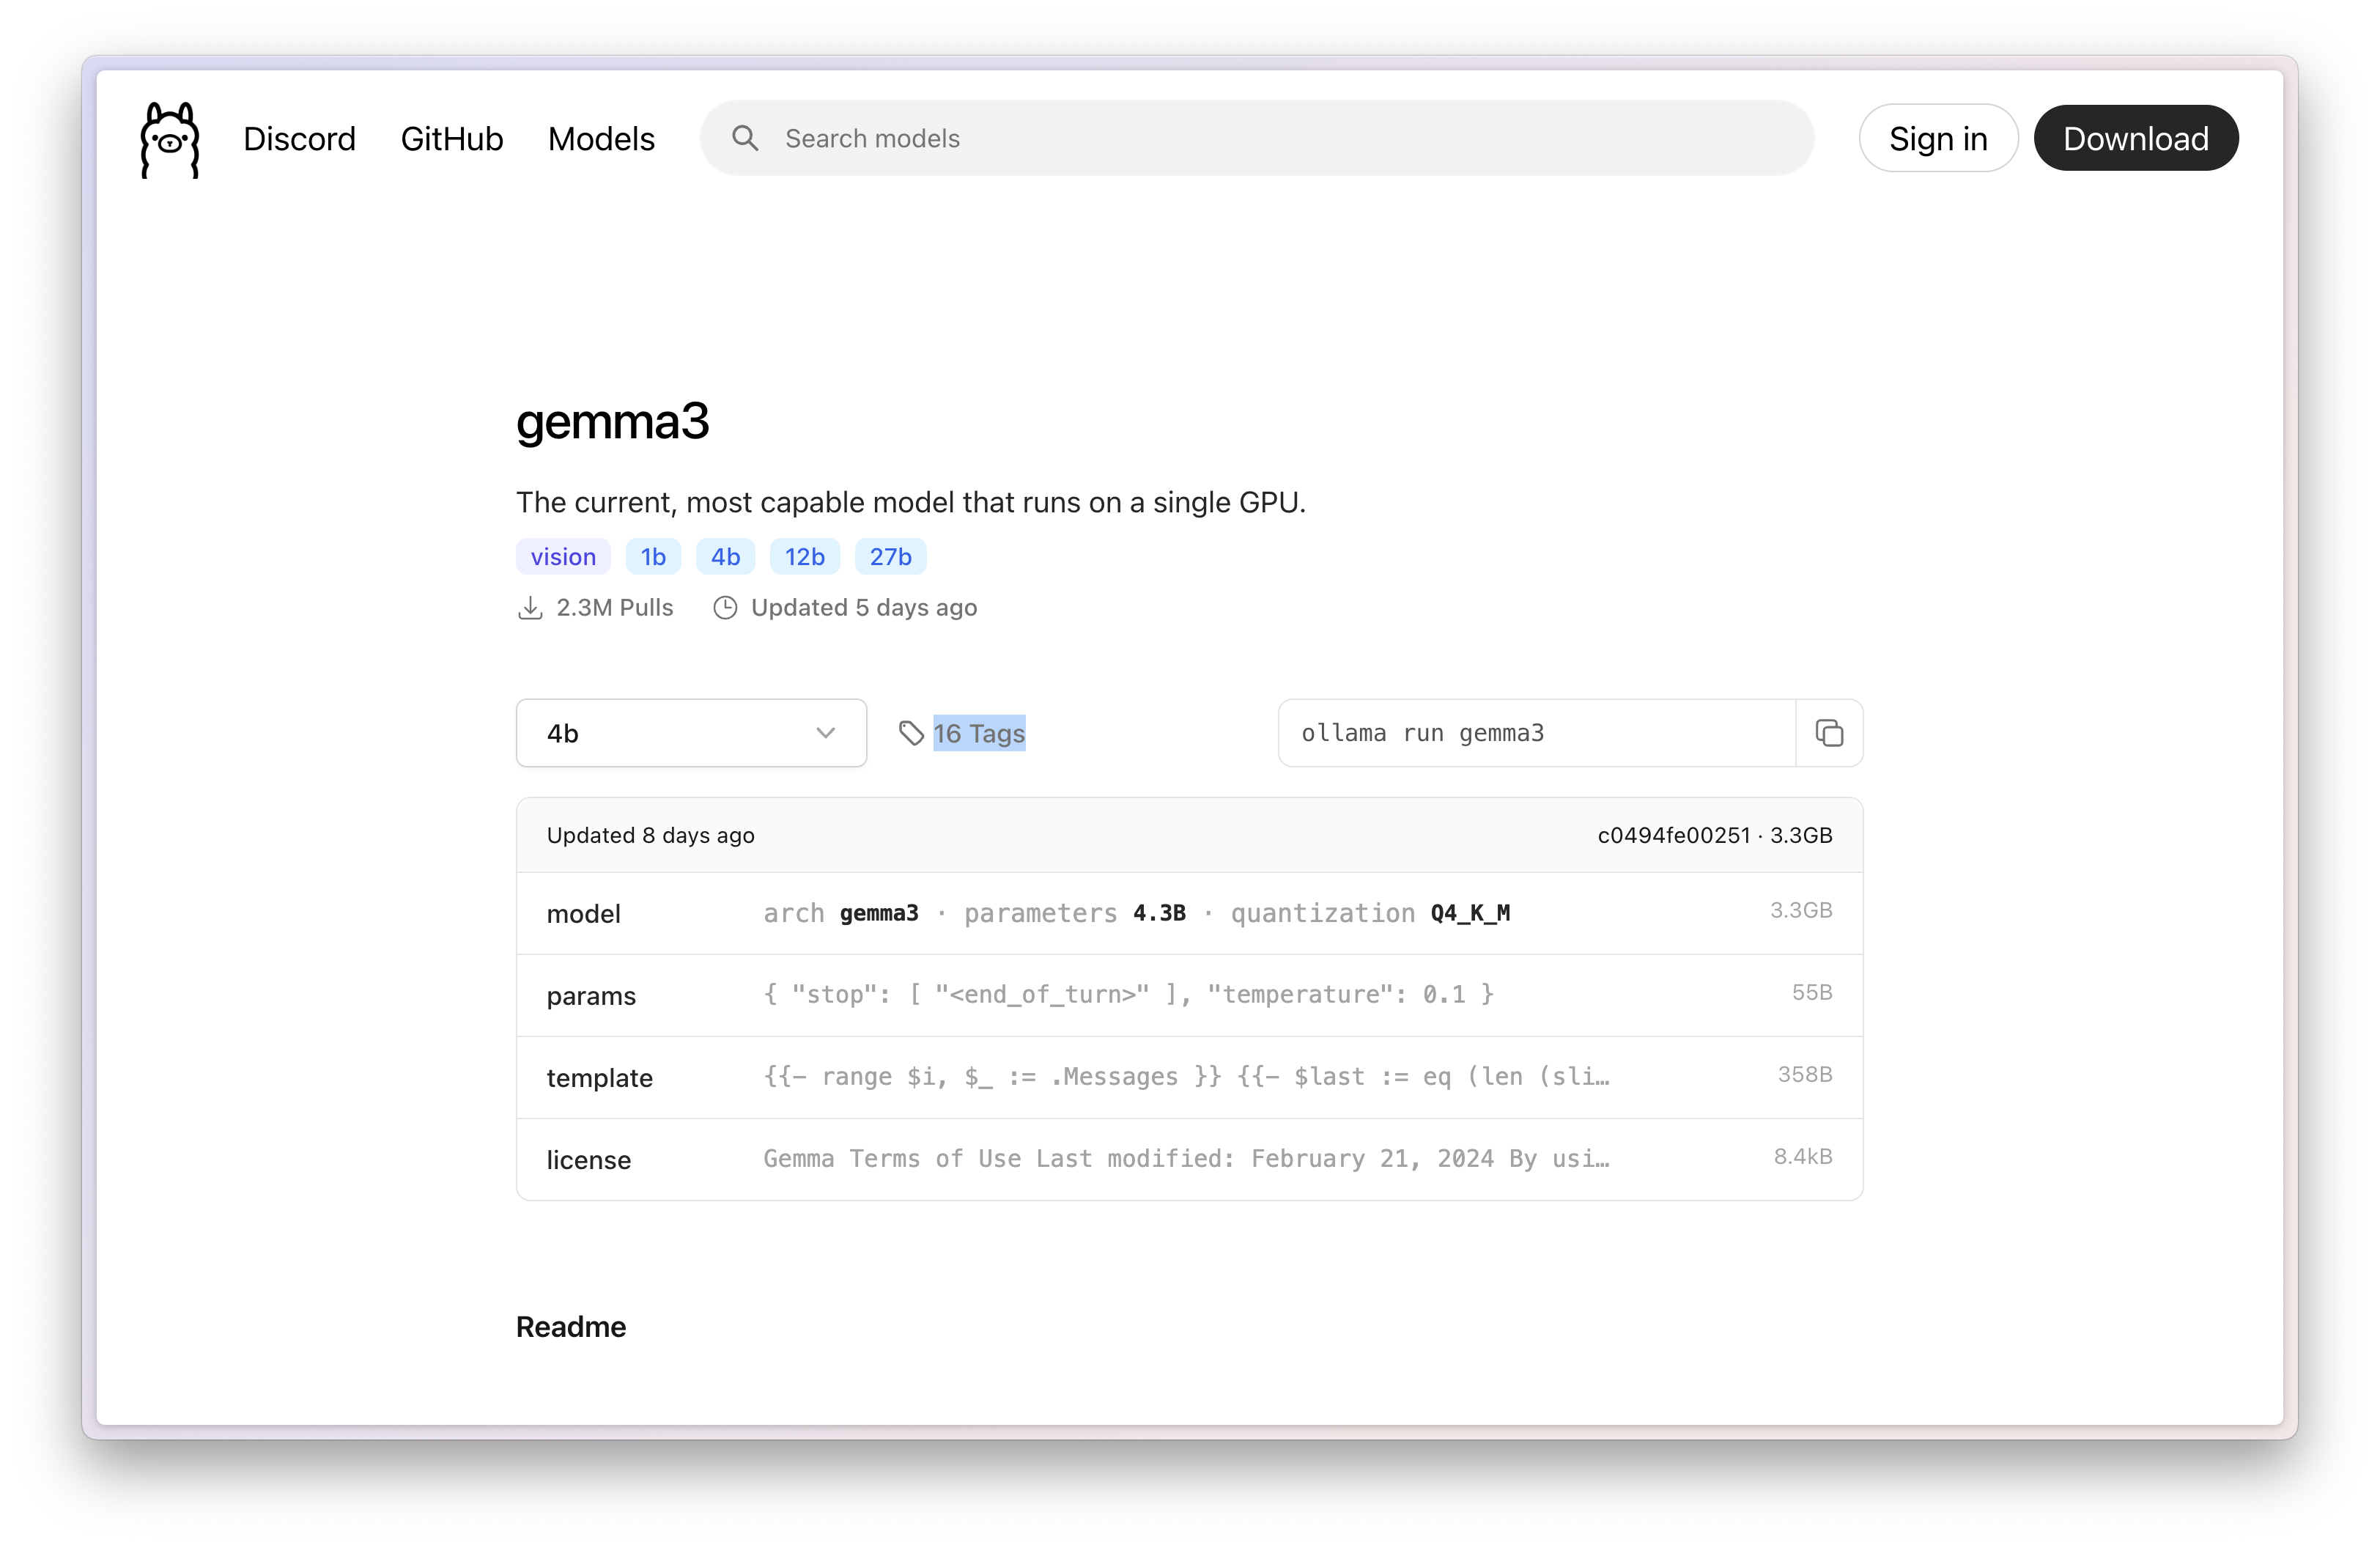 Discord GitHub Models Search models Sign in Download
gemma3
The current, most capable model that runs on a single GPU.
vision 1b 4b 12b 27b
2.3M Pulls Updated 5 days ago
4b 16 Tags ollama run gemma3
Updated 8 days ago c0494fe00251 · 3.3GB
model arch gemma3 · parameters 4.3B · quantization Q4_K_M 3.3GB
params { "stop": [ "<end_of_turn>" ], "temperature": 0.1 } 55B
template {{- range $i, $_ := .Messages }} {{- $last := eq (len (sli… 358B
license Gemma Terms of Use Last modified: February 21, 2024 By usi… 8.4kB
Readme